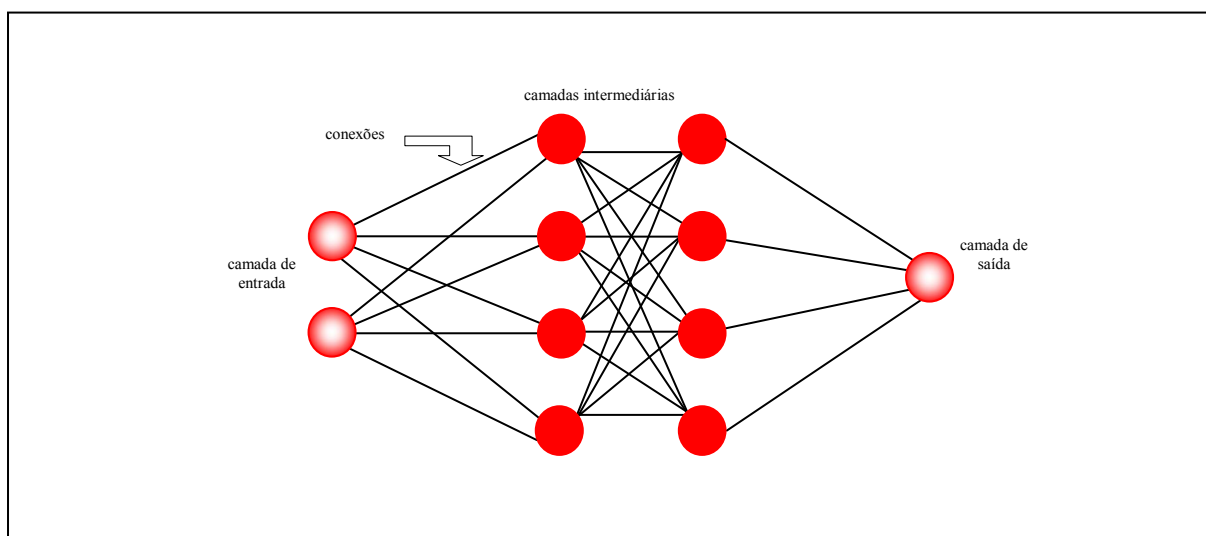 camadas intermediárias
conexões
camada de
entrada
camada de
saída